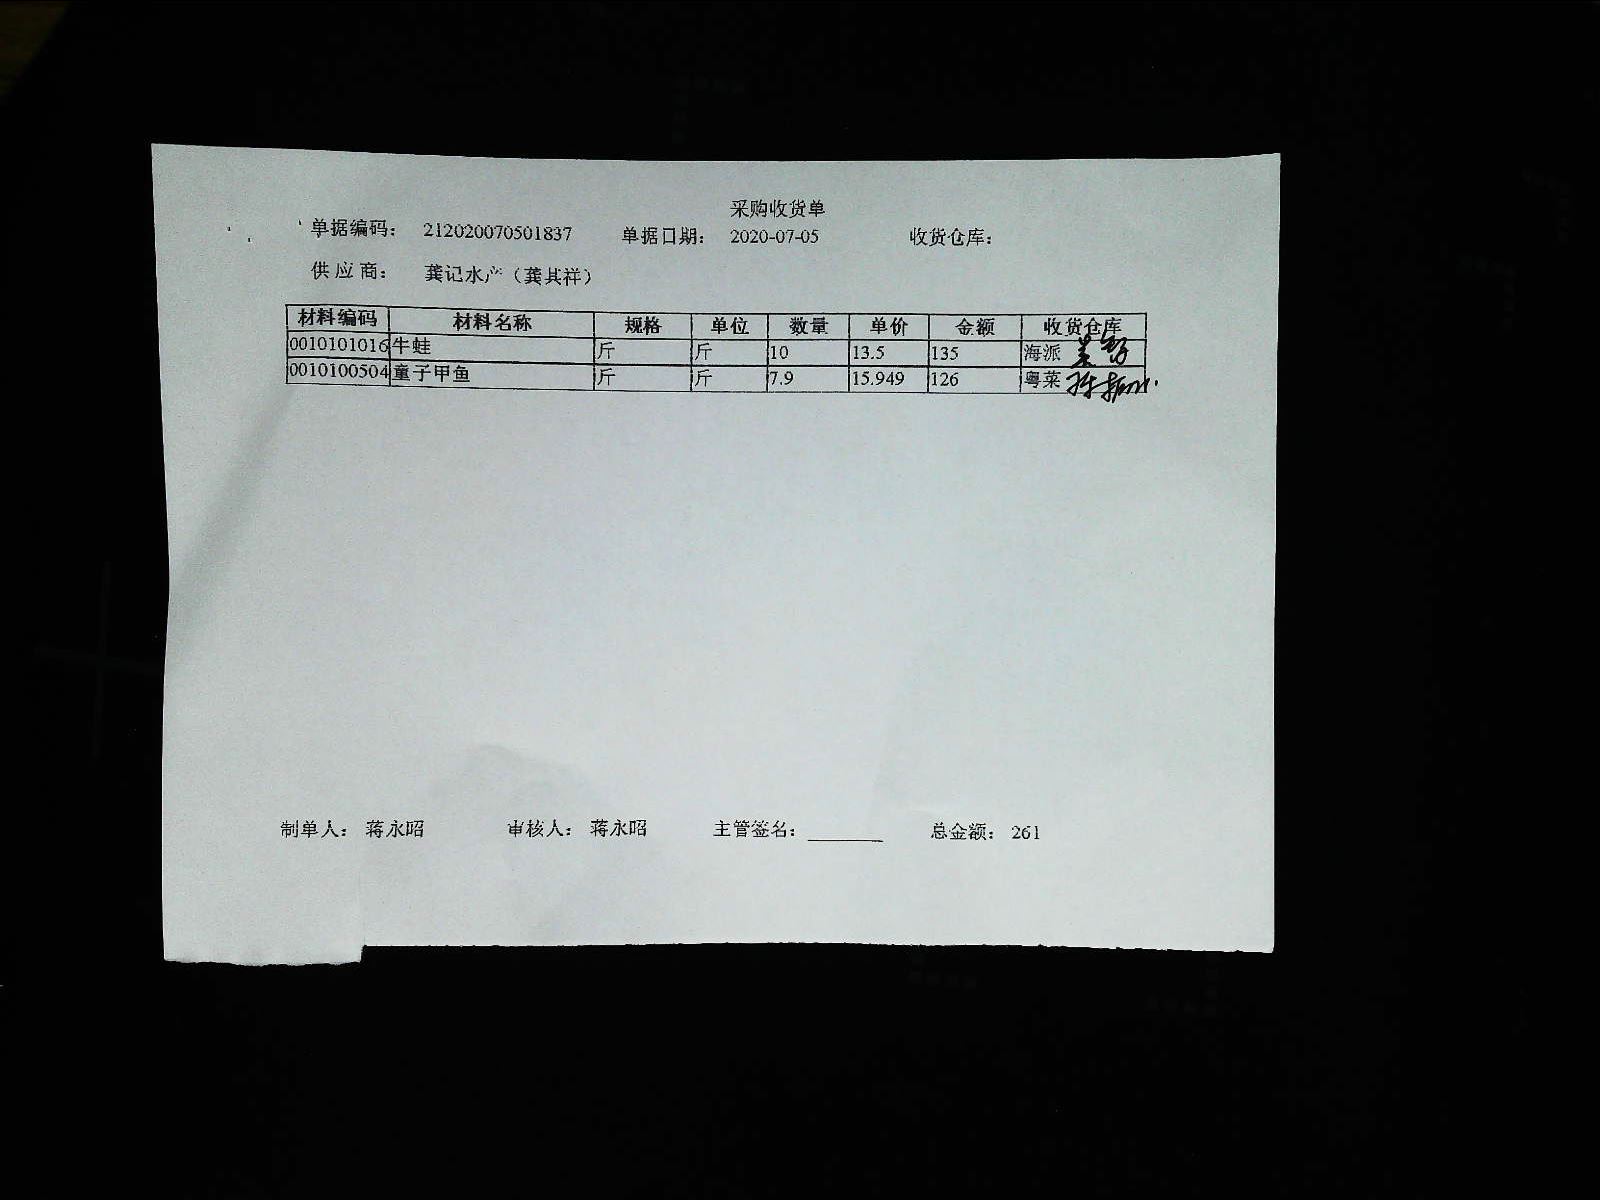 采购收货单
单据编码： 212020070501837 单据日期： 2020-07-05 收货仓库：
供应商： 龚记水产（龚其祥）
材料编码 材料名称 规格 单位 数量 单价 金额 收货仓库
0010101016 牛蛙 斤 斤 10 13.5 135 海派
0010100504 童子甲鱼 斤 斤 7.9 15.949 126 粤菜
制单人： 蒋永昭 审核人： 蒋永昭 主管签名： 总金额： 261